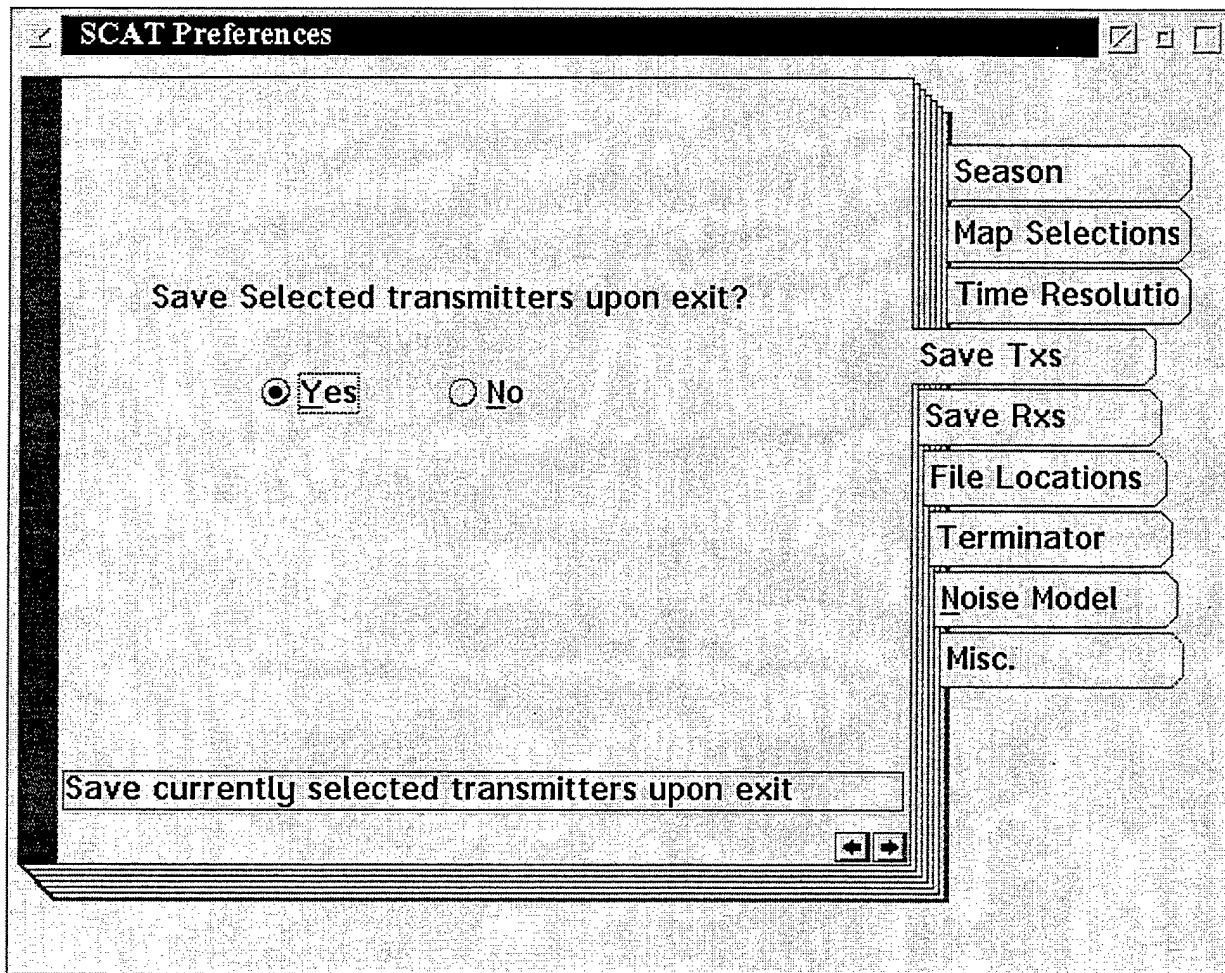 SCAT Preferences
Season
Map Selections
Time Resolutio
Save Selected transmitters upon exit?
Save Txs
Yes No
Save Rxs
File Locations
Terminator
Noise Model
Misc.
Save currently selected transmitters upon exit